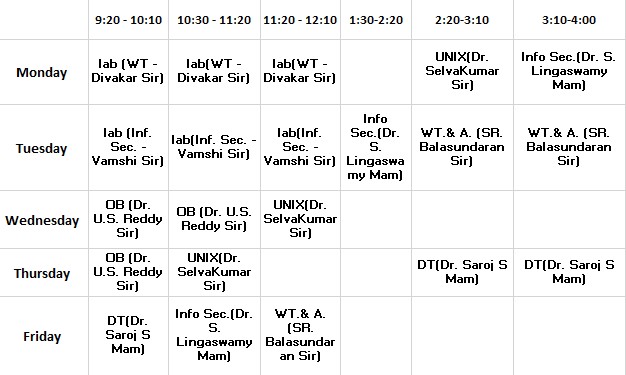 9:20 - 10:10 10:30 - 11:20 11:20 - 12:10 1:30-2:20 2:20-3:10 3:10-4:00
Monday
lab (WT -
Divakar Sir)
lab(WT -
Divakar Sir)
lab(WT -
Divakar Sir)
UNIX(Dr.
SelvaKumar
Sir)
Info Sec.(Dr. S.
Lingaswamy
Mam)
Tuesday
lab (Inf.
Sec. -
Vamshi Sir)
lab(Inf. Sec. -
Vamshi Sir)
lab(Inf.
Sec. -
Vamshi Sir)
Info
Sec.(Dr.
S.
Lingaswa
my Mam)
WT.& A. (SR.
Balasundaran
Sir)
WT.& A. (SR.
Balasundaran
Sir)
Wednesday
OB (Dr.
U.S. Reddy
Sir)
OB (Dr. U.S.
Reddy Sir)
UNIX(Dr.
SelvaKumar
Sir)
Thursday
OB (Dr.
U.S. Reddy
Sir)
UNIX(Dr.
SelvaKumar
Sir)
DT(Dr. Saroj S
Mam)
DT(Dr. Saroj S
Mam)
Friday
DT(Dr.
Saroj S
Mam)
Info Sec.(Dr.
S.
Lingaswamy
Mam)
WT.& A.
(SR.
Balasundar
an Sir)